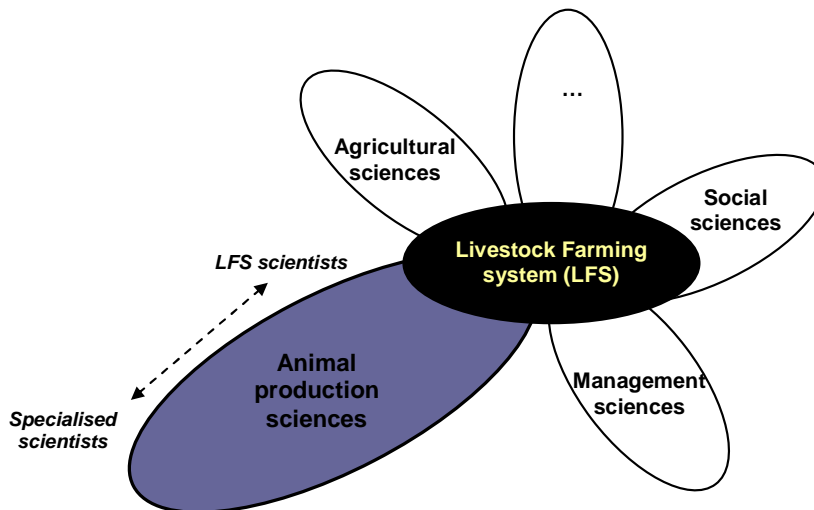 ...
Agricultural
sciences
Social
sciences
Livestock Farming
system (LFS)
LFS scientists
Animal
production
sciences
Management
sciences
Specialised
scientists